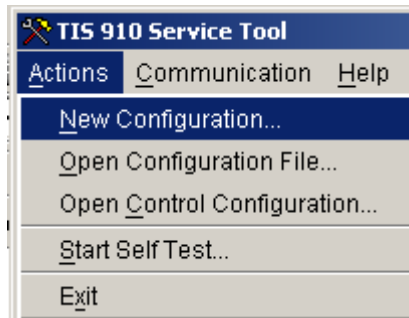 TIS 910 Service Tool
Actions Communication Help
New Configuration...
Open Configuration File...
Open Control Configuration...
Start Self Test...
Exit